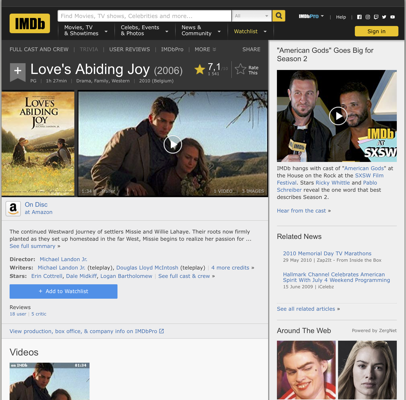 IMDb
Find Movies, TV shows, Celebrities and more...
All
IMDbPro
Help
Movies, TV & Showtimes
Celebs, Events & Photos
News & Community
Watchlist
Sign in
FULL CAST AND CREW | TRIVIA | USER REVIEWS | IMDbPro | MORE
SHARE
+
Love's Abiding Joy (2006)
7,1
Rate This
PG | 1h 27min | Drama, Family, Western | 2010 (Belgium)
LOVE'S
ABIDING
JOY
1:34
1 VIDEO
5 IMAGES
On Disc
at Amazon
The continued Westward journey of settlers Missie and Willie Lahaye. Their roots now firmly
planted as they set up homestead in the far West, Missie begins to realize her passion for ...
See full summary »
Director: Michael Landon Jr.
Writers: Michael Landon Jr. (teleplay), Douglas Lloyd McIntosh (teleplay) | 4 more credits »
Stars: Erin Cottrell, Dale Midkiff, Logan Bartholomew | See full cast & crew »
+ Add to Watchlist
Reviews
18 user | 5 critic
View production, box office, & company info on IMDbPro
Videos
"American Gods" Goes Big for
Season 2
IMDb
at
SXSW
IMDb hangs with cast of "American Gods" at
the House on the Rock at the SXSW Film
Festival. Stars Ricky Whittle and Pablo
Schreiber reveal the one word that best
describes Season 2.
Hear from the cast »
Related News
2010 Memorial Day TV Marathons
29 May 2010 | Zap2It - From Inside the Box
Hallmark Channel Celebrates American
Spirit With July 4 Weekend Programming
15 June 2009 | iCelebs
See all related articles »
Around The Web
Powered by ZergNet